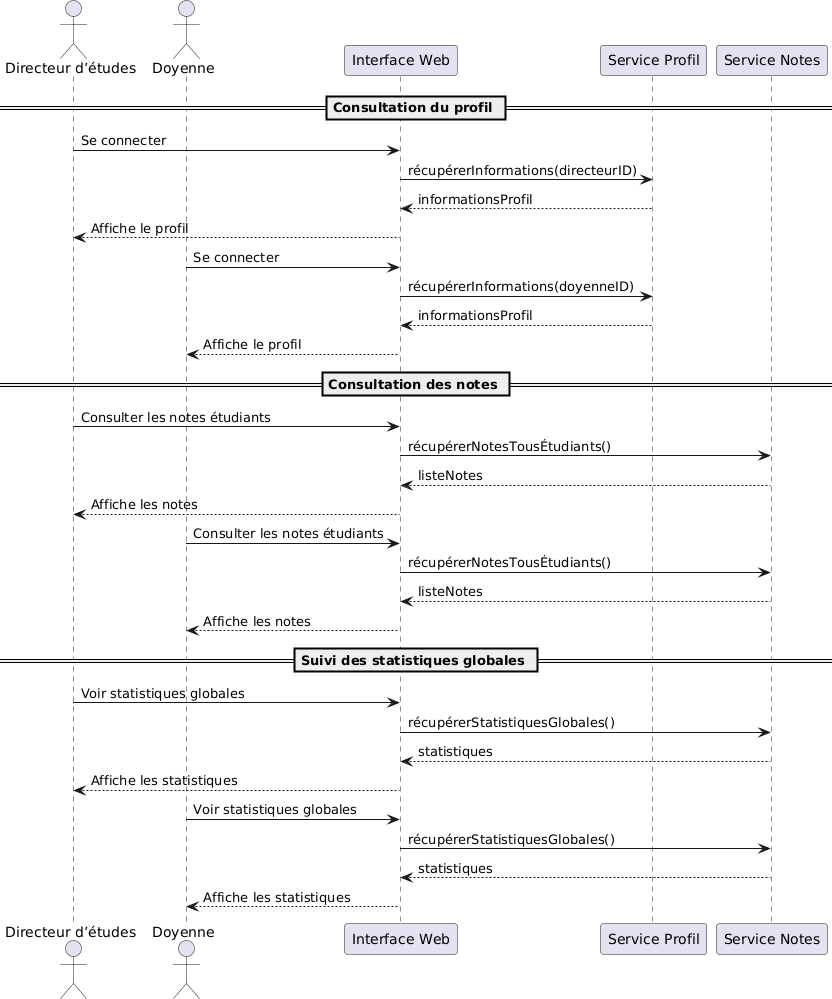 Directeur d’études
Doyenne
Interface Web
Service Profil
Service Notes
Consultation du profil
Se connecter
récupérerInformations(directeurID)
informationsProfil
Affiche le profil
Se connecter
récupérerInformations(doyenneID)
informationsProfil
Affiche le profil
Consultation des notes
Consulter les notes étudiants
récupérerNotesTousÉtudiants()
listeNotes
Affiche les notes
Consulter les notes étudiants
récupérerNotesTousÉtudiants()
listeNotes
Affiche les notes
Suivi des statistiques globales
Voir statistiques globales
récupérerStatistiquesGlobales()
statistiques
Affiche les statistiques
Voir statistiques globales
récupérerStatistiquesGlobales()
statistiques
Affiche les statistiques
Directeur d’études
Doyenne
Interface Web
Service Profil
Service Notes